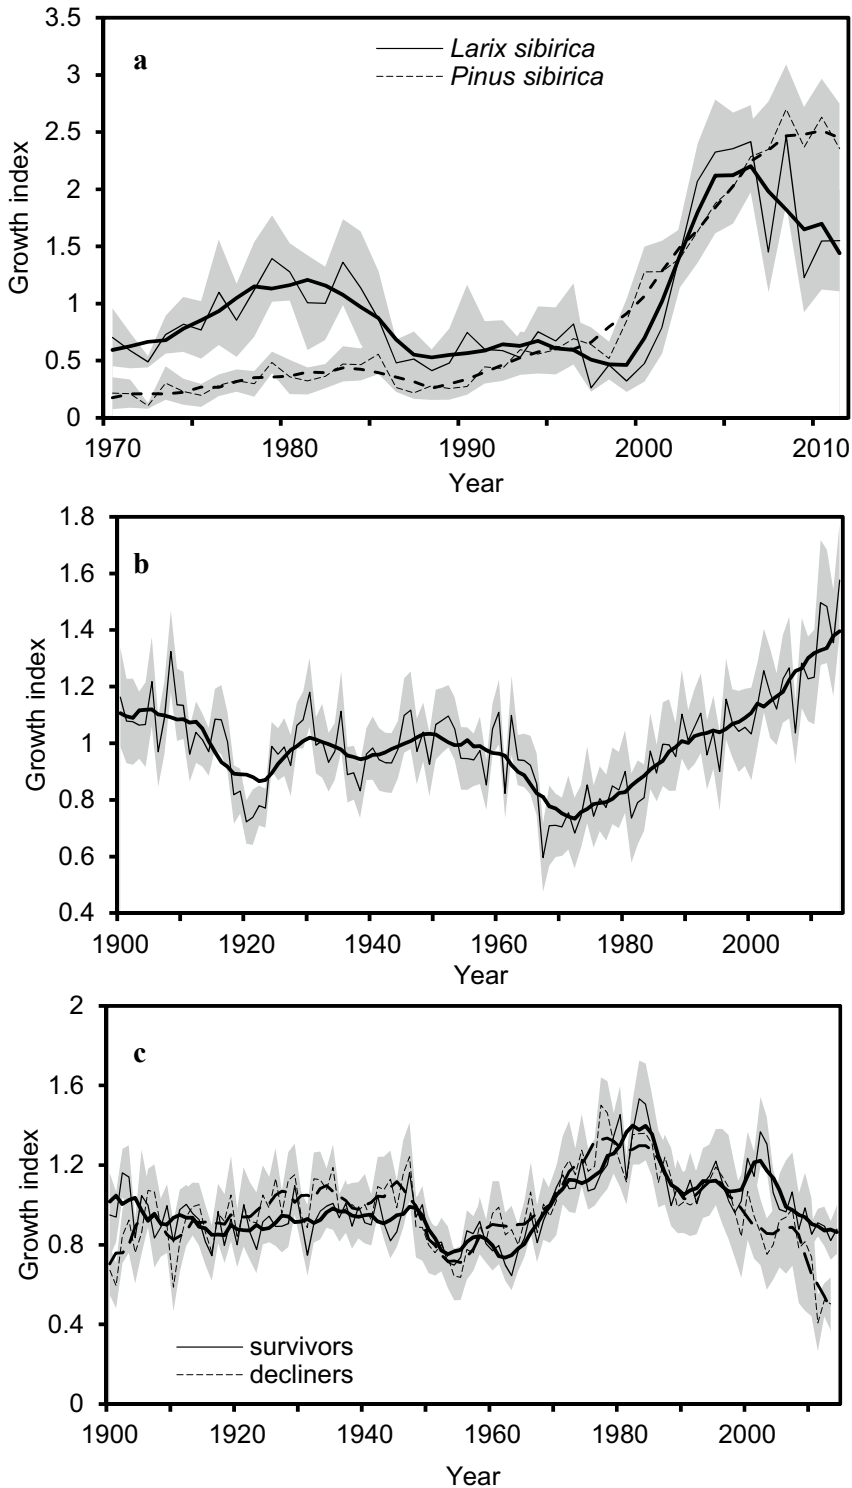 3.5
a
Larix sibirica
Pinus sibirica
3
2.5
2
1.5
1
0.5
0
Growth index
1970 1980 1990 2000 2010
Year
1.8
b
1.6
1.4
1.2
1
0.8
0.6
0.4
Growth index
1900 1920 1940 1960 1980 2000
Year
2
c
1.6
1.2
0.8
0.4
0
Growth index
survivors
decliners
1900 1920 1940 1960 1980 2000
Year